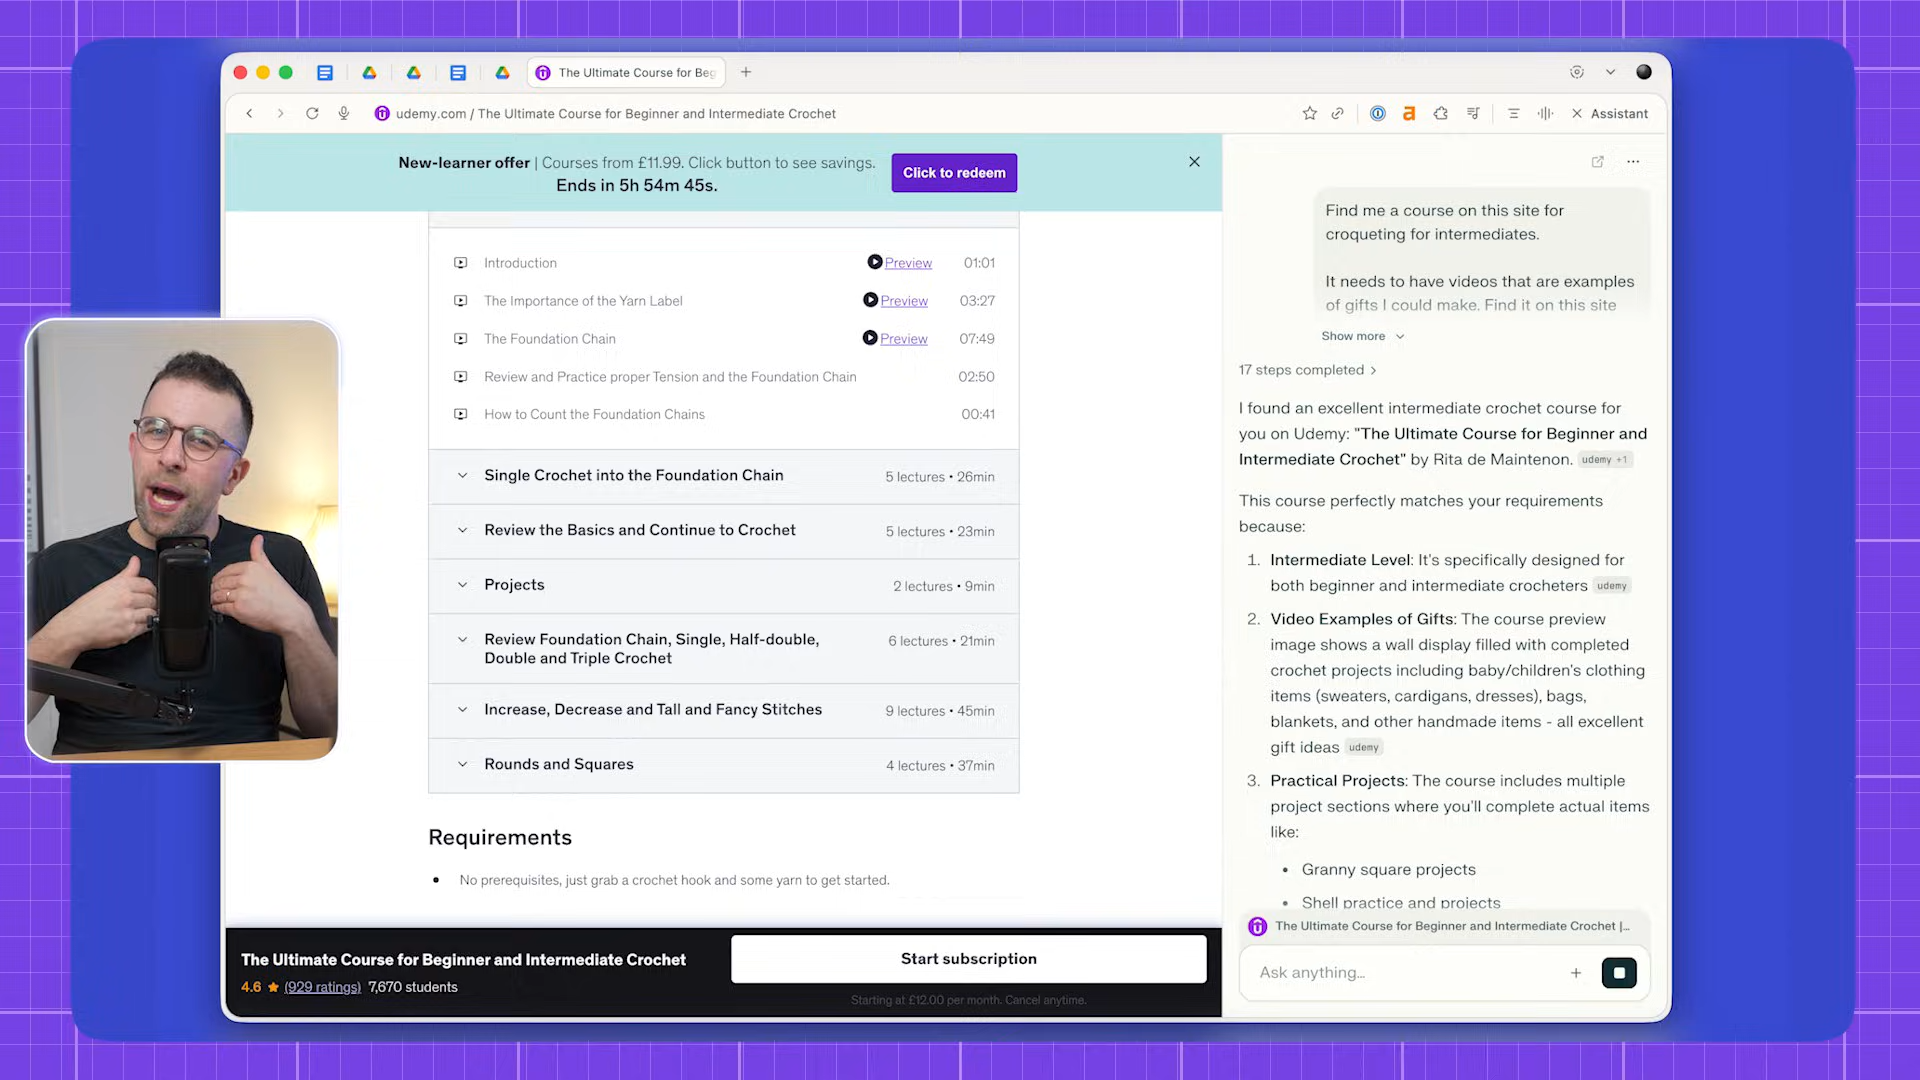 The Ultimate Course for Beg
udemy.com / The Ultimate Course for Beginner and Intermediate Crochet
Assistant
New-learner offer | Courses from £11.99. Click button to see savings.
Ends in 5h 54m 45s.
Click to redeem
Introduction Preview 01:01
The Importance of the Yarn Label Preview 03:27
The Foundation Chain Preview 07:49
Review and Practice proper Tension and the Foundation Chain 02:50
How to Count the Foundation Chains 00:41
Single Crochet into the Foundation Chain 5 lectures • 26min
Review the Basics and Continue to Crochet 5 lectures • 23min
Projects 2 lectures • 9min
Review Foundation Chain, Single, Half-double, 6 lectures • 21min
Double and Triple Crochet
Increase, Decrease and Tall and Fancy Stitches 9 lectures • 45min
Rounds and Squares 4 lectures • 37min
Requirements
• No prerequisites, just grab a crochet hook and some yarn to get started.
The Ultimate Course for Beginner and Intermediate Crochet
4.6 ★ (929 ratings) 7,670 students
Start subscription
Starting at £12.00 per month. Cancel anytime.
Find me a course on this site for
croqueting for intermediates.
It needs to have videos that are examples
of gifts I could make. Find it on this site
Show more
17 steps completed >
I found an excellent intermediate crochet course for
you on Udemy: "The Ultimate Course for Beginner and
Intermediate Crochet" by Rita de Maintenon. udemy +1
This course perfectly matches your requirements
because:
1. Intermediate Level: It's specifically designed for
both beginner and intermediate crocheters udemy
2. Video Examples of Gifts: The course preview
image shows a wall display filled with completed
crochet projects including baby/children's clothing
items (sweaters, cardigans, dresses), bags,
blankets, and other handmade items - all excellent
gift ideas udemy
3. Practical Projects: The course includes multiple
project sections where you'll complete actual items
like:
• Granny square projects
• Shell practice and projects
The Ultimate Course for Beginner and Intermediate Crochet |...
Ask anything...